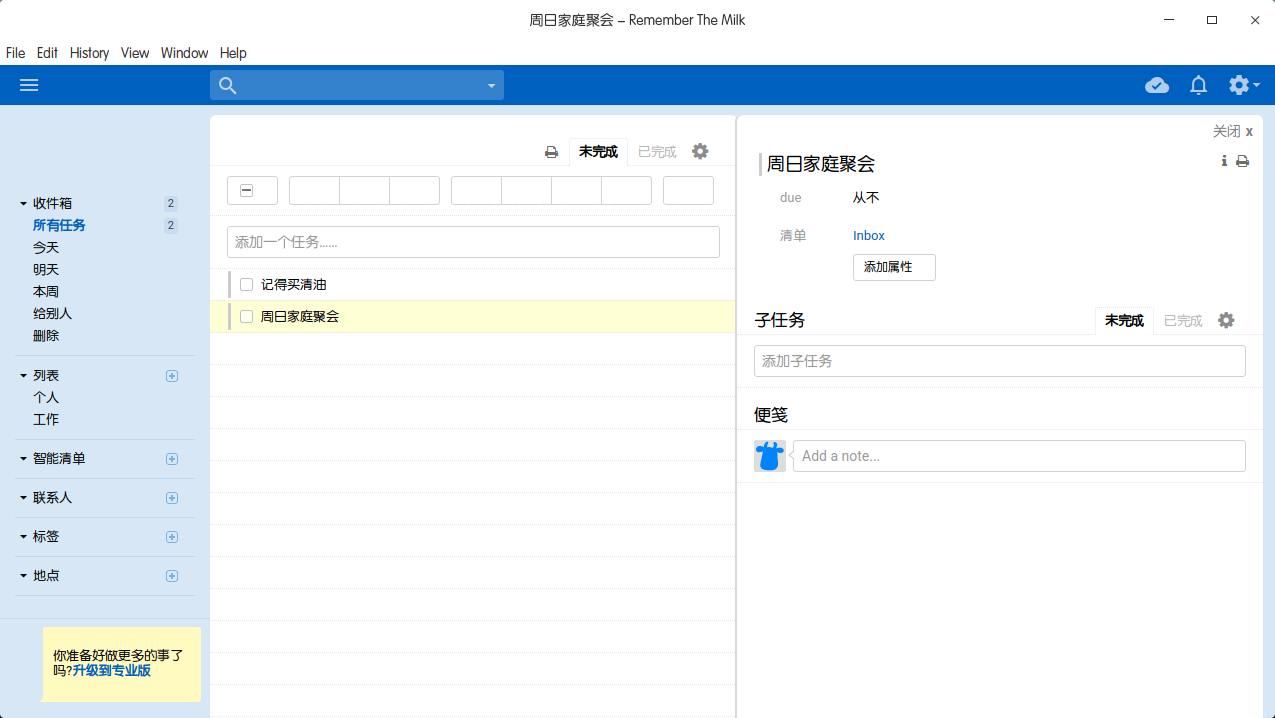 周日家庭聚会 – Remember The Milk
File Edit History View Window Help
收件箱 2
所有任务 2
今天
明天
本周
给别人
删除
列表
个人
工作
智能清单
联系人
标签
地点
你准备好做更多的事了
吗?升级到专业版
未完成 已完成
添加一个任务......
记得买清油
周日家庭聚会
关闭 x
周日家庭聚会
due 从不
清单 Inbox
添加属性
子任务 未完成 已完成
添加子任务
便笺
Add a note...